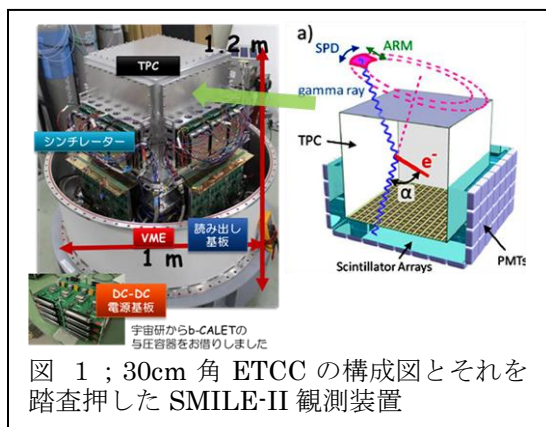 1.2 m
TPC
シンチレーター
VME
読み出し
基板
1 m
DC-DC
電源基板
宇宙研からb-CALETの
与圧容器をお借りしました
a)
SPD
ARM
gamma ray
TPC
e-
α
PMTs
Scintillator Arrays
図 1；30cm 角 ETCC の構成図とそれを
踏査押した SMILE-II 観測装置